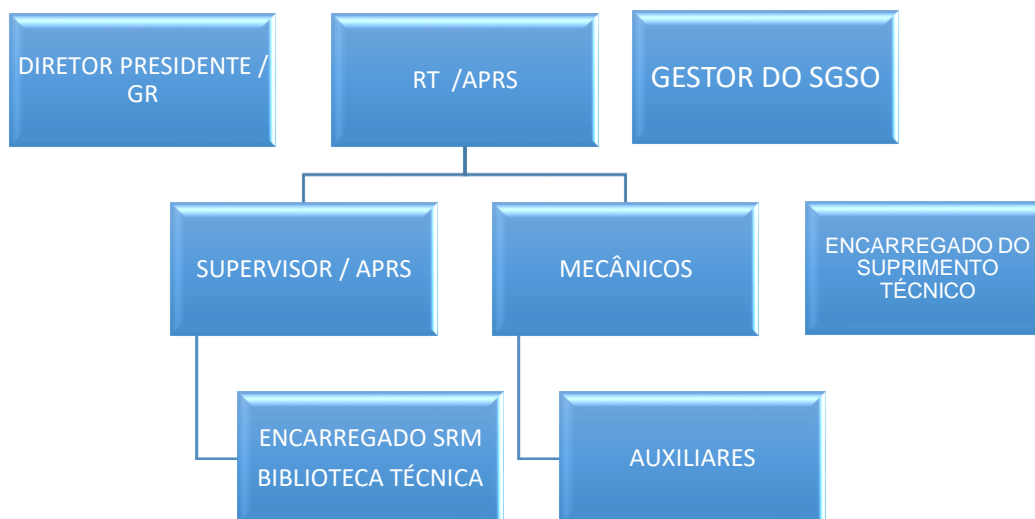 DIRETOR PRESIDENTE /
GR
RT /APRS
GESTOR DO SGSO
SUPERVISOR / APRS
MECÂNICOS
ENCARREGADO DO
SUPRIMENTO
TÉCNICO
ENCARREGADO SRM
BIBLIOTECA TÉCNICA
AUXILIARES